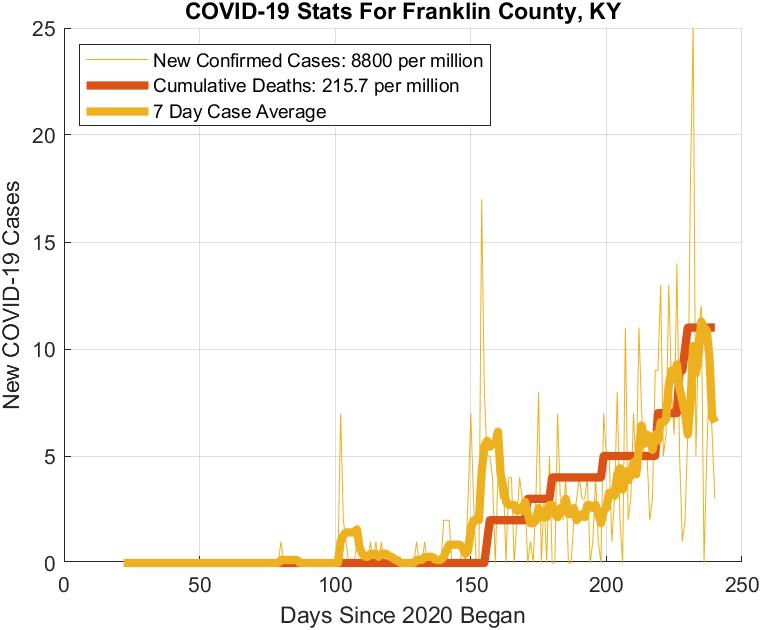 COVID-19 Stats For Franklin County, KY
New Confirmed Cases: 8800 per million
Cumulative Deaths: 215.7 per million
7 Day Case Average
New COVID-19 Cases
25
20
15
10
5
0
0 50 100 150 200 250
Days Since 2020 Began